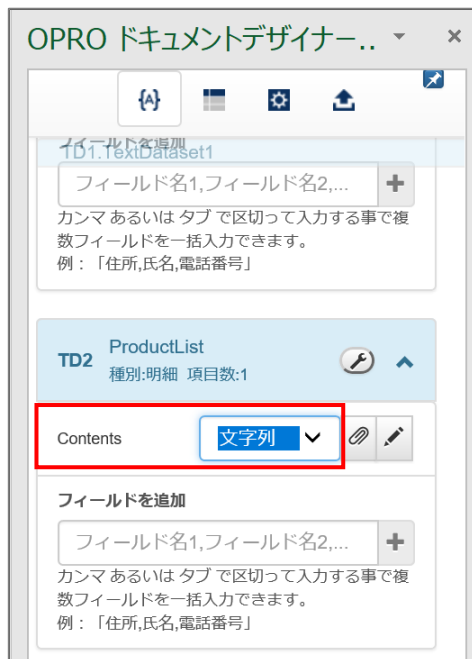 OPRO ドキュメントデザイナー..
{A}
フィールドを追加
TD1.TextDataset1
フィールド名1,フィールド名2,...
カンマ あるいは タブ で区切って入力する事で複
数フィールドを一括入力できます。
例：「住所,氏名,電話番号」
TD2 ProductList
種別:明細 項目数:1
Contents 文字列
フィールドを追加
フィールド名1,フィールド名2,...
カンマ あるいは タブ で区切って入力する事で複
数フィールドを一括入力できます。
例：「住所,氏名,電話番号」